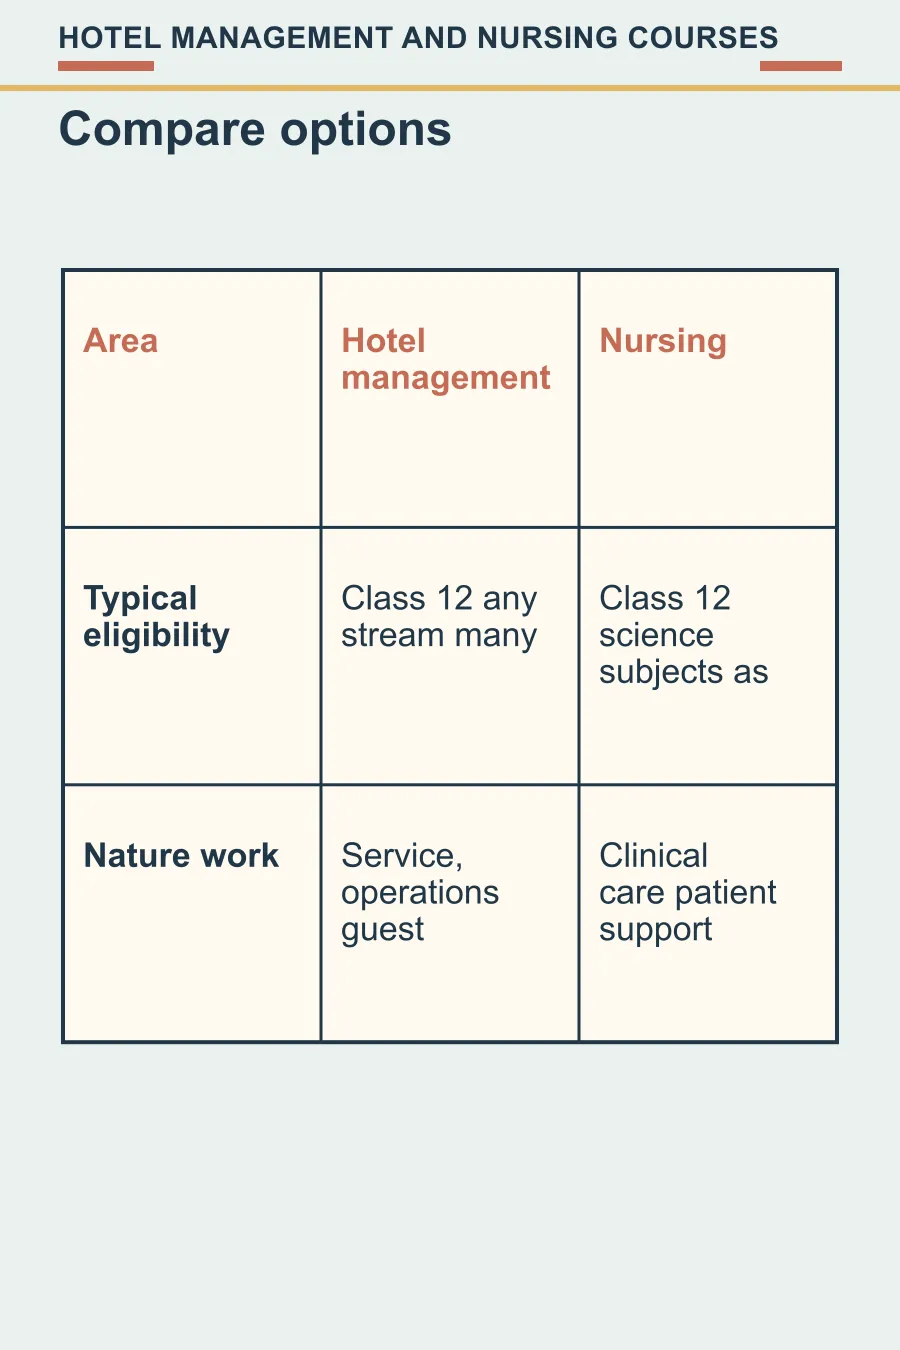 HOTEL MANAGEMENT AND NURSING COURSES
Compare options
Area
Hotel
management
Nursing
Typical
eligibility
Class 12 any
stream many
Class 12
science
subjects as
Nature work
Service,
operations
guest
Clinical
care patient
support